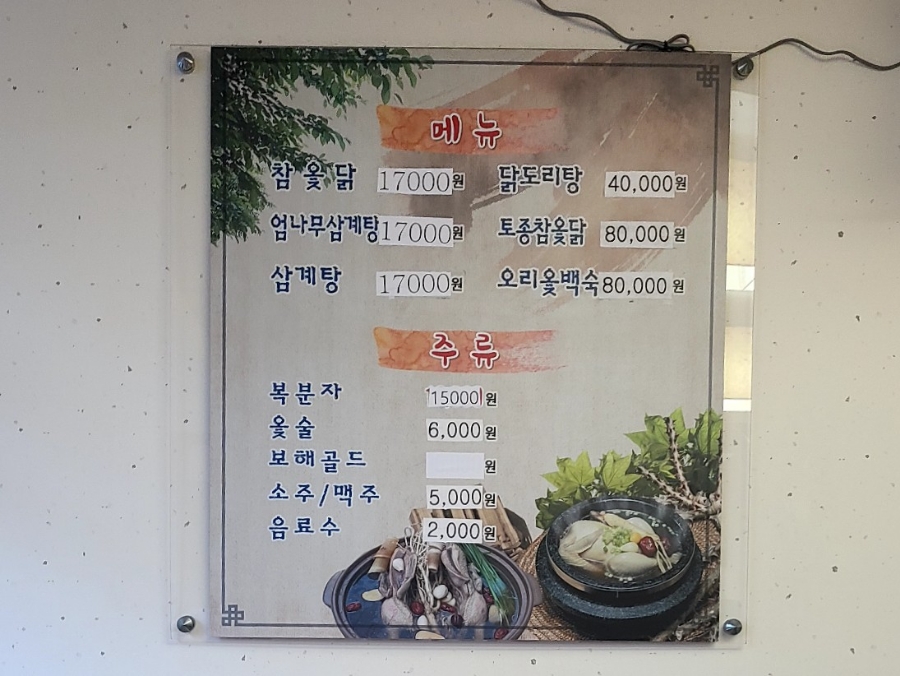 메뉴
참옻닭 17000원 닭도리탕 40,000원
엄나무삼계탕 17000원 토종참옻닭 80,000원
삼계탕 17000원 오리옻백숙 80,000원
주류
복분자 15000원
옻술 6,000원
보해골드 원
소주/맥주 5,000원
음료수 2,000원